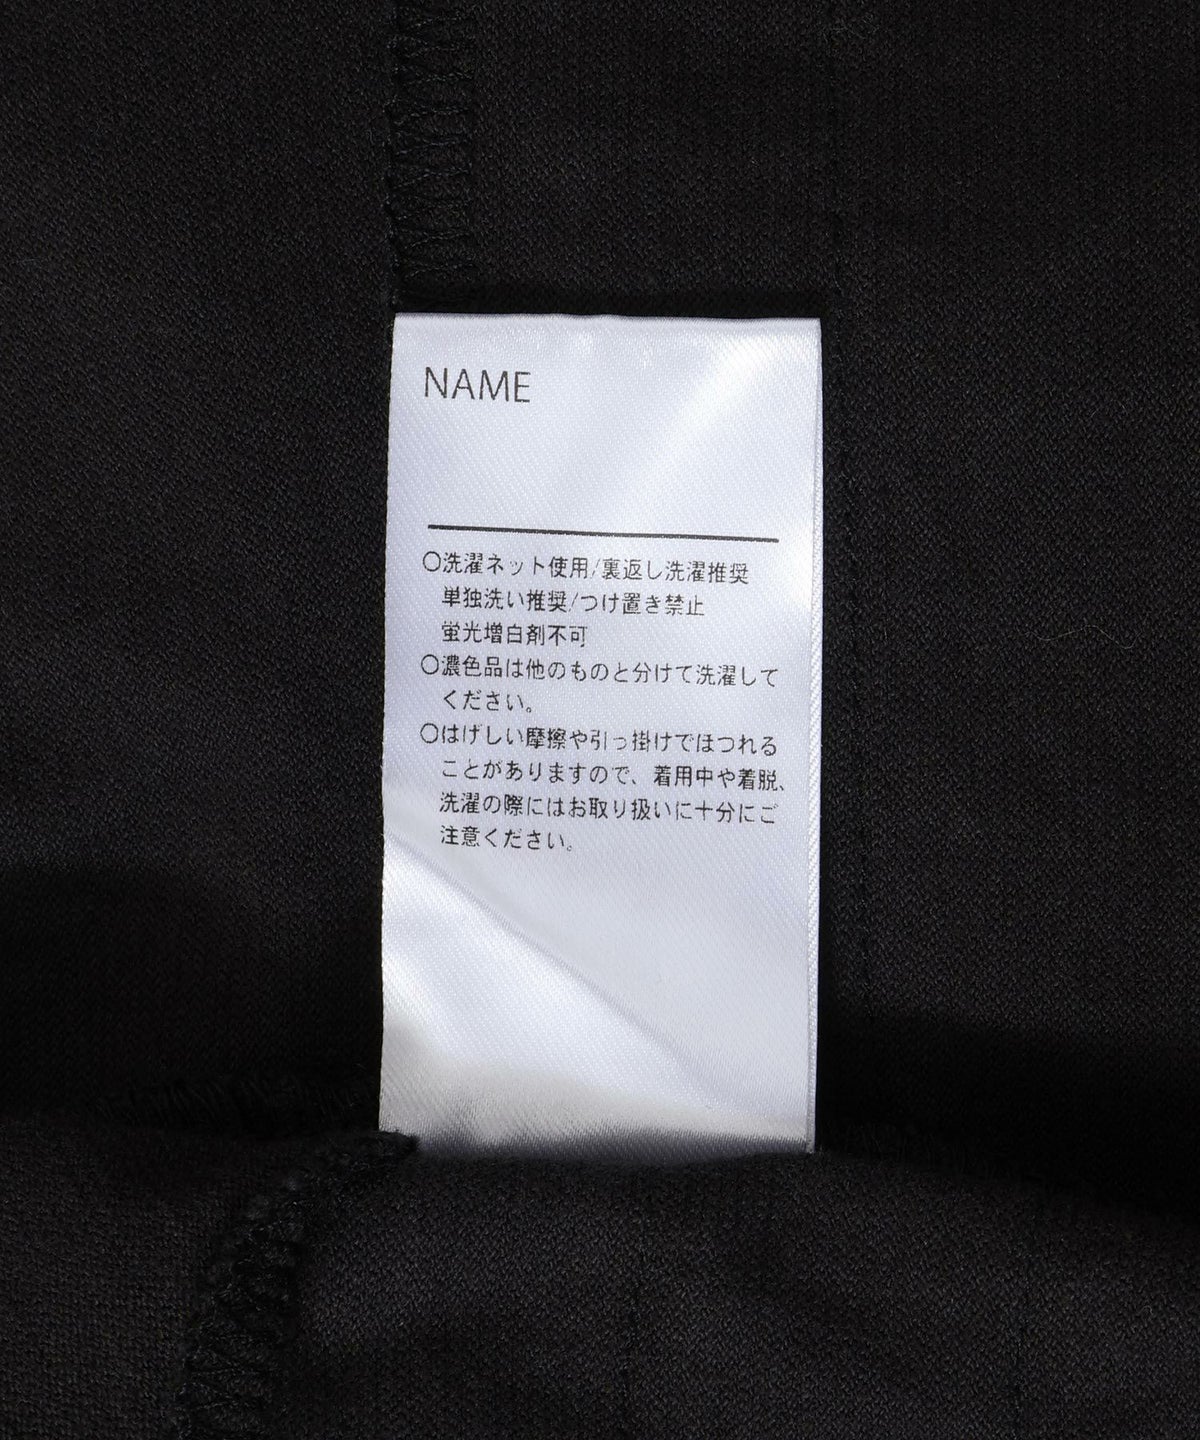 NAME
○洗濯ネット使用/裏返し洗濯推奨
単独洗い推奨/つけ置き禁止
蛍光増白剤不可
○濃色品は他のものと分けて洗濯して
ください。
○はげしい摩擦や引っ掛けでほつれる
ことがありますので、着用中や着脱、
洗濯の際にはお取り扱いに十分にご
注意ください。